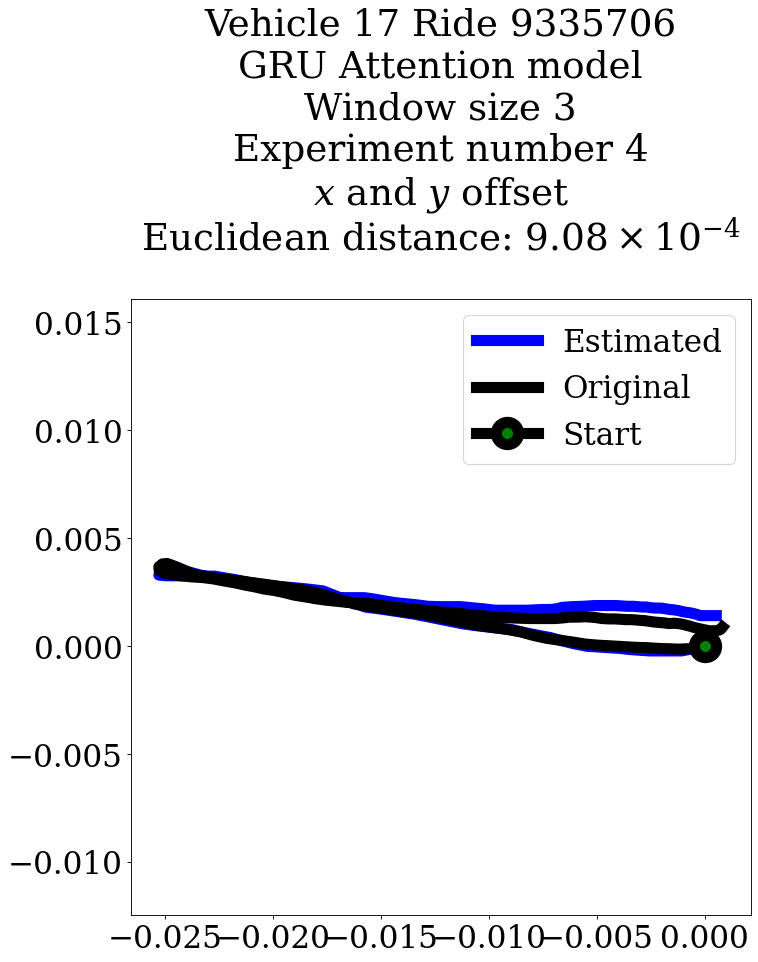 Vehicle 17 Ride 9335706
GRU Attention model
Window size 3
Experiment number 4
x and y offset
Euclidean distance: 9.08 × 10⁻⁴
Estimated
Original
Start
0.015
0.010
0.005
0.000
−0.005
−0.010
−0.025 −0.020 −0.015 −0.010 −0.005 0.000